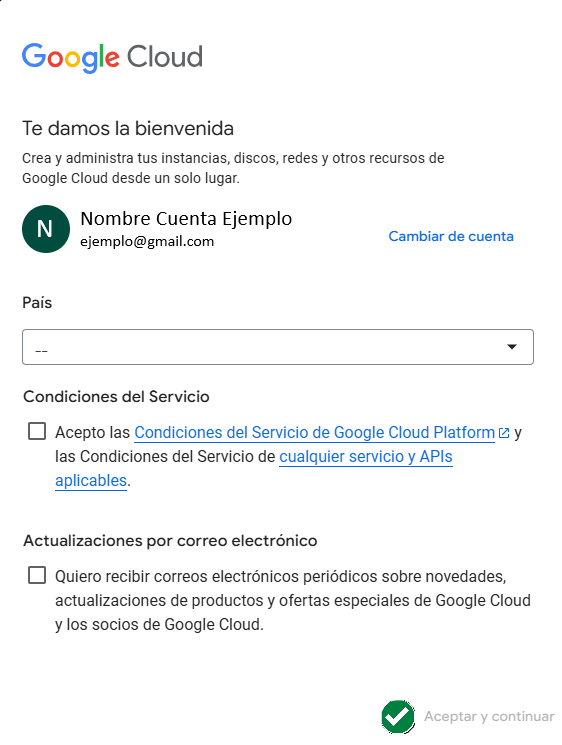 Google Cloud
Te damos la bienvenida
Crea y administra tus instancias, discos, redes y otros recursos de
Google Cloud desde un solo lugar.
N
Nombre Cuenta Ejemplo
ejemplo@gmail.com
Cambiar de cuenta
País
--
Condiciones del Servicio
Acepto las Condiciones del Servicio de Google Cloud Platform y
las Condiciones del Servicio de cualquier servicio y APIs
aplicables.
Actualizaciones por correo electrónico
Quiero recibir correos electrónicos periódicos sobre novedades,
actualizaciones de productos y ofertas especiales de Google Cloud
y los socios de Google Cloud.
Aceptar y continuar